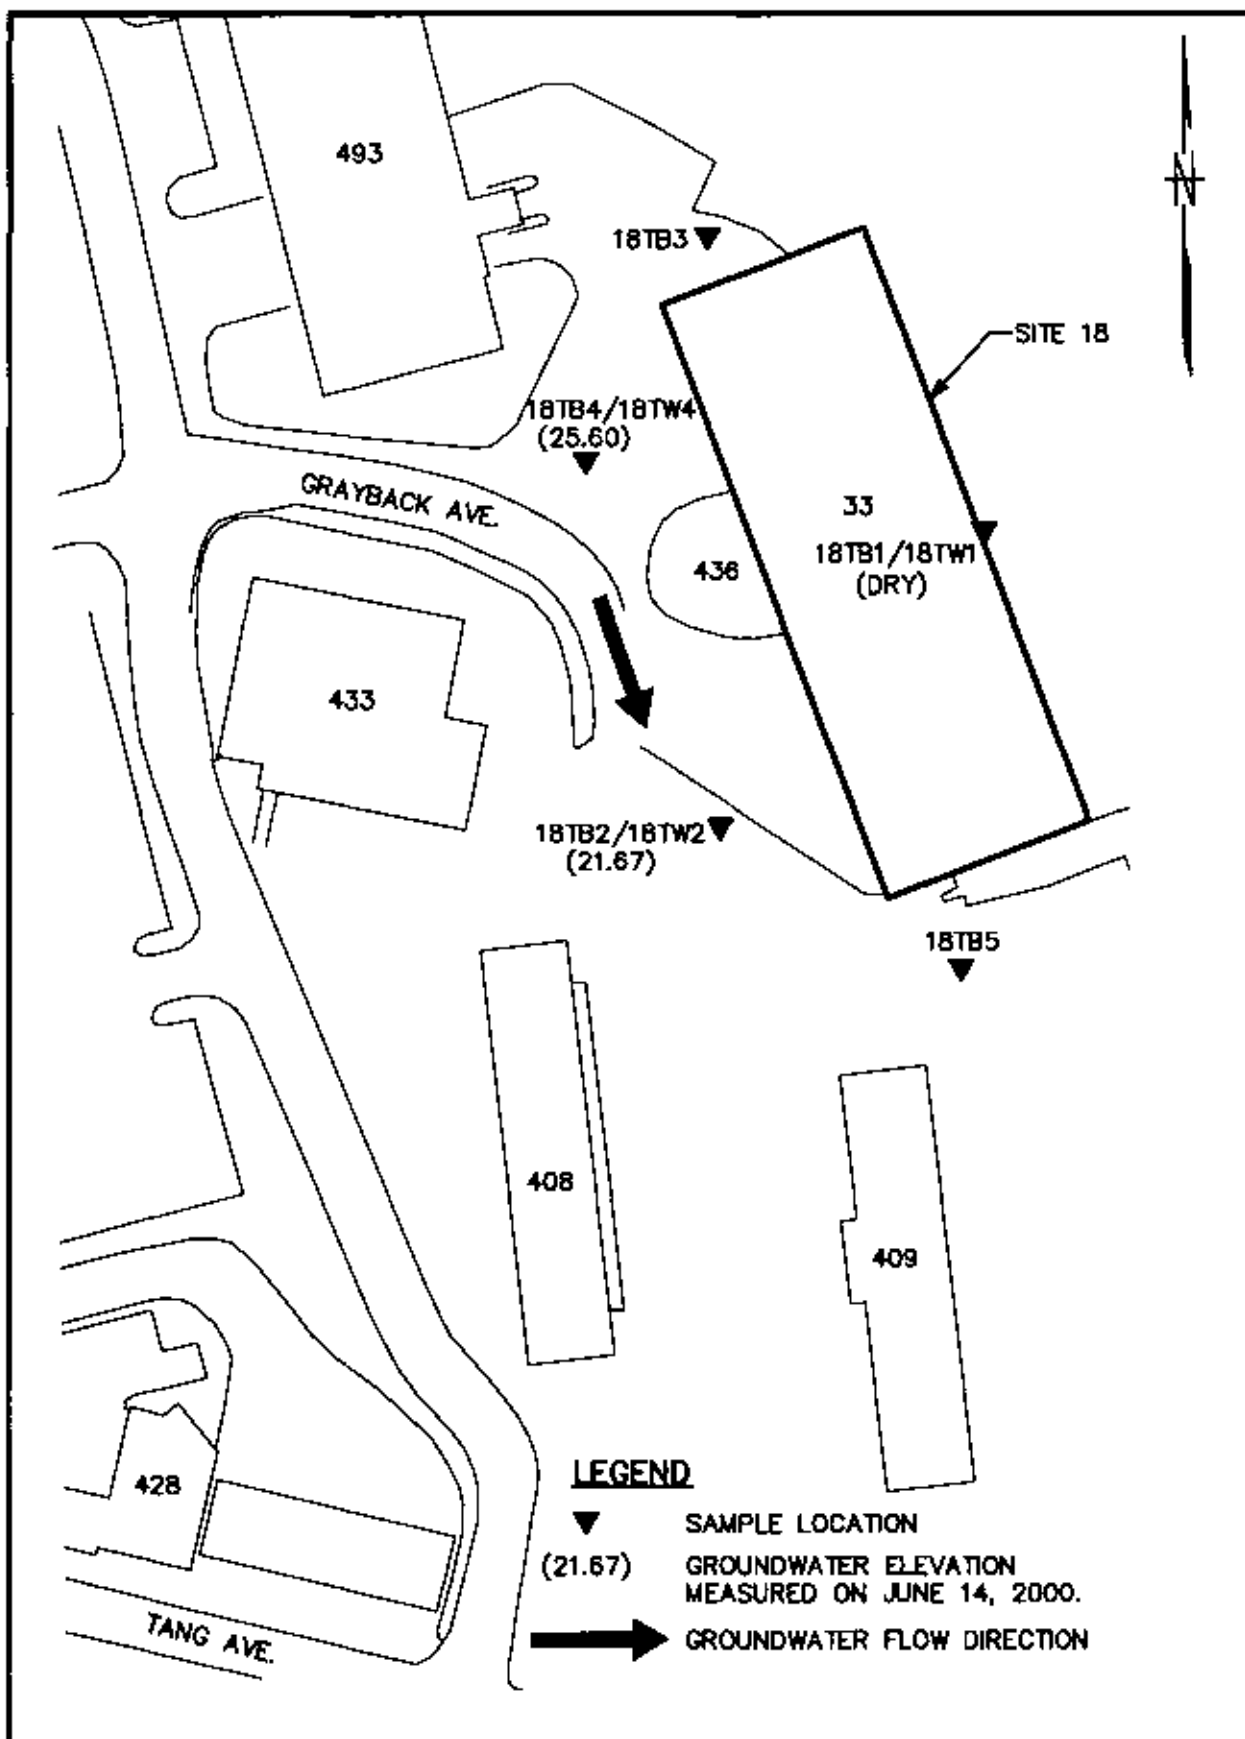 493
N
18TB3
SITE 18
18TB4/18TW4
(25.60)
GRAYBACK AVE.
33
18TB1/18TW1
(DRY)
436
433
18TB2/18TW2
(21.67)
18TB5
408
409
428
TANG AVE.
LEGEND
SAMPLE LOCATION
(21.67) GROUNDWATER ELEVATION
MEASURED ON JUNE 14, 2000.
GROUNDWATER FLOW DIRECTION